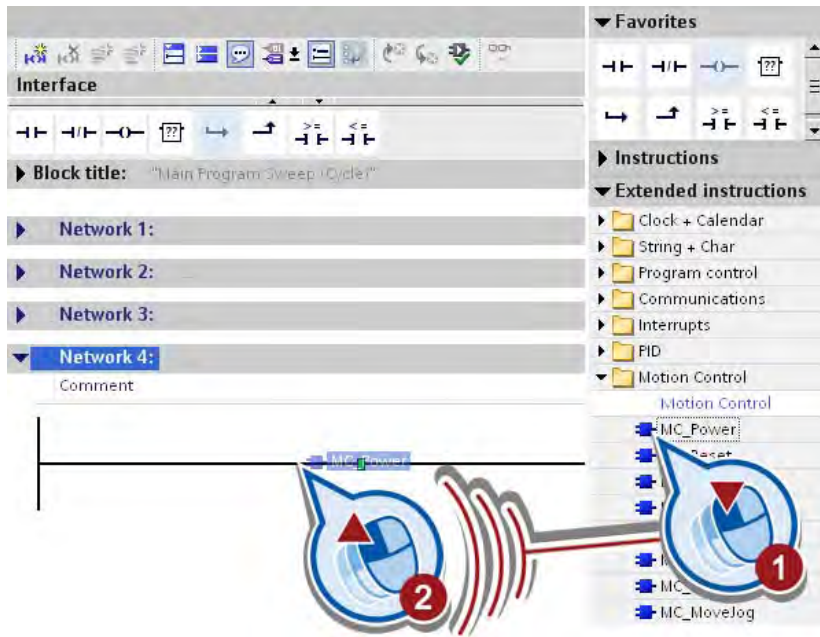 Interface
Block title: "Main Program Sweep (Cycle)"
Network 1:
Network 2:
Network 3:
Network 4:
Comment
MC_Power
2
Favorites
??
>=
<=
??
>=
<=
Instructions
Extended instructions
Clock + Calendar
String + Char
Program control
Communications
Interrupts
PID
Motion Control
Motion Control
MC_Power
Reset
MC_
MC_MoveJog
1